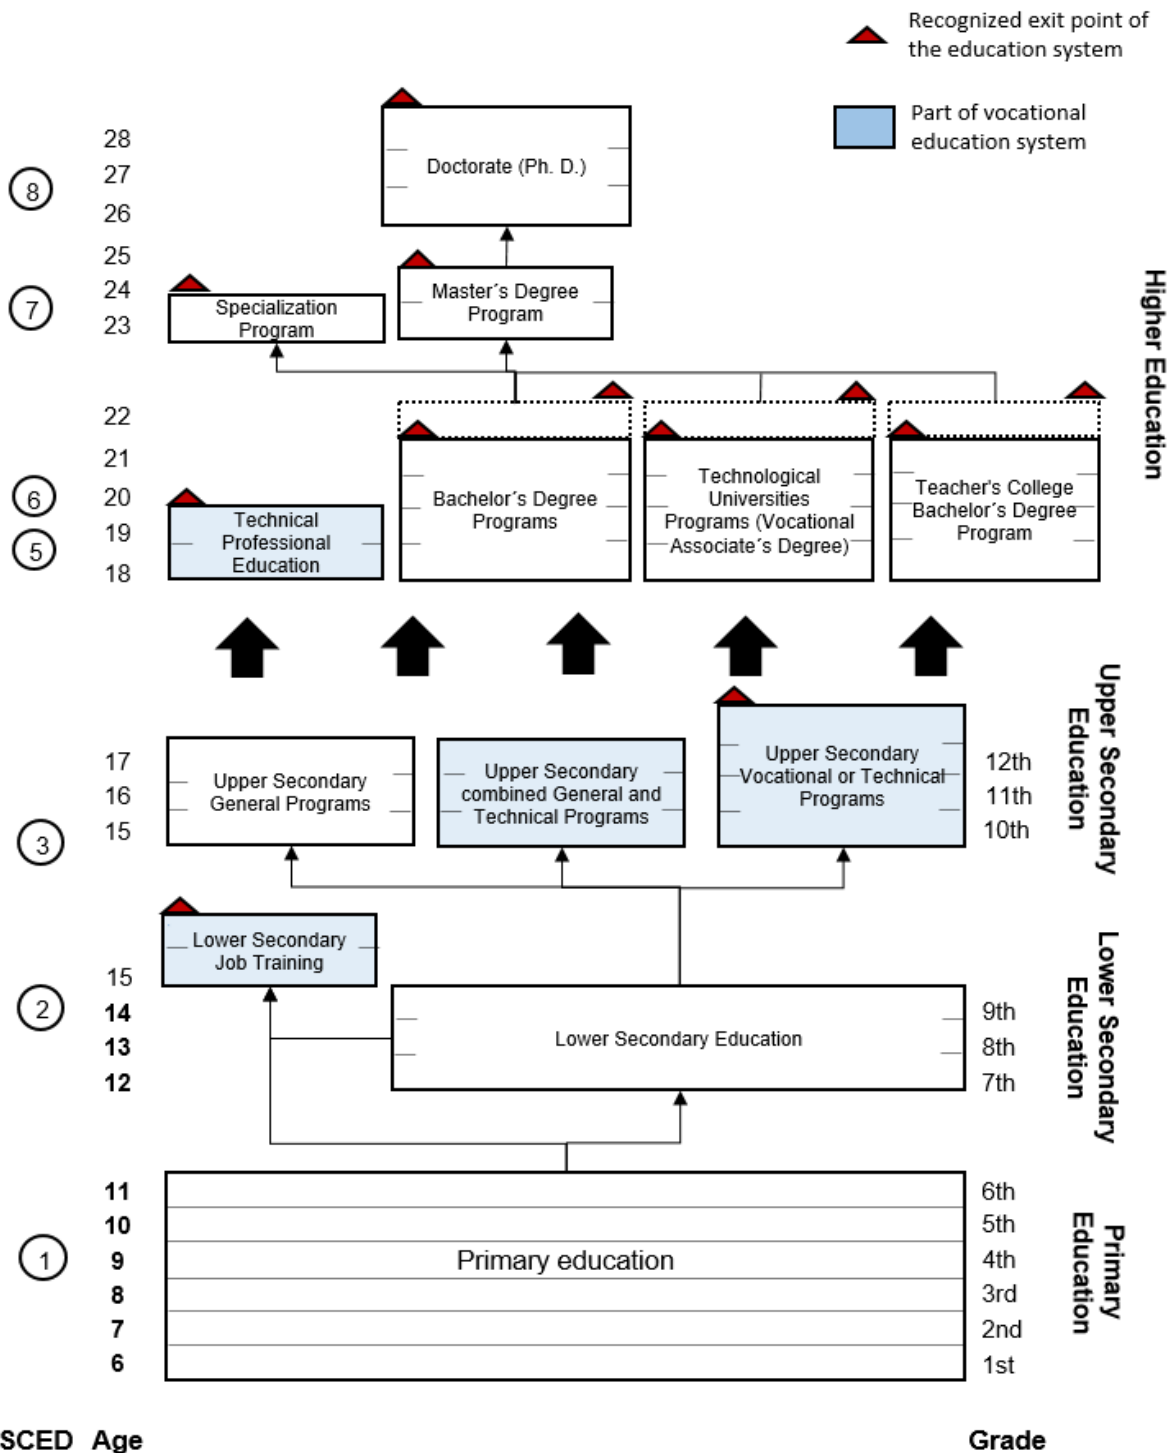 Recognized exit point of
the education system
Part of vocational
education system
28
27
26
25
24
23
22
21
20
19
18
8
7
6
5
Doctorate (Ph. D.)
Specialization
Program
Master´s Degree
Program
Higher Education
Technical
Professional
Education
Bachelor´s Degree
Programs
Technological
Universities
Programs (Vocational
Associate´s Degree)
Teacher's College
Bachelor´s Degree
Program
17
16
15
3
Upper Secondary
General Programs
Upper Secondary
combined General and
Technical Programs
Upper Secondary
Vocational or Technical
Programs
12th
11th
10th
Upper Secondary
Education
15
14
13
12
2
Lower Secondary
Job Training
Lower Secondary Education
9th
8th
7th
Lower Secondary
Education
11
10
9
8
7
6
1
Primary education
6th
5th
4th
3rd
2nd
1st
Primary
Education
SCED Age
Grade